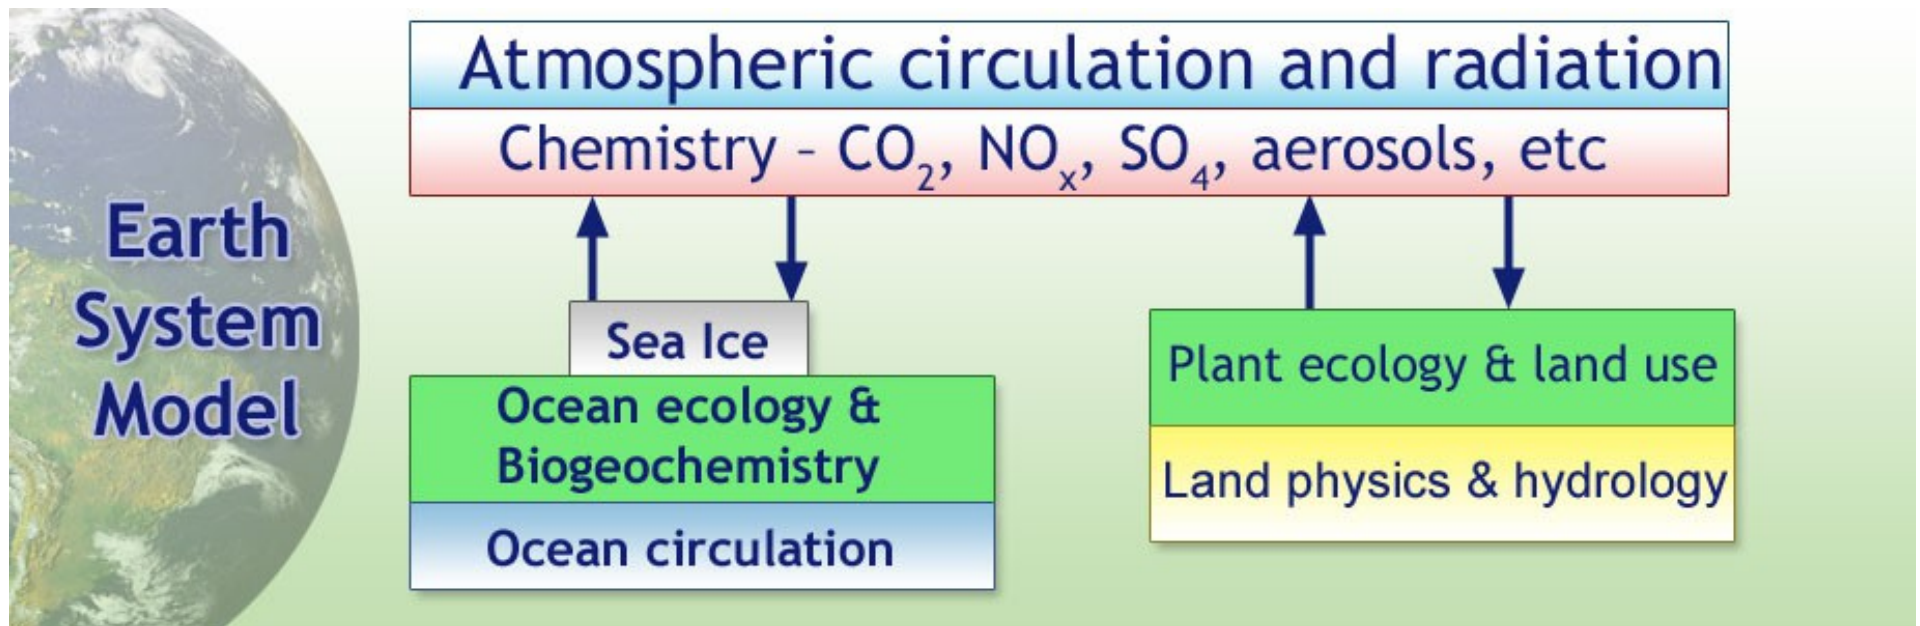 Earth
System
Model
Atmospheric circulation and radiation
Chemistry – CO₂, NOₓ, SO₄, aerosols, etc
Sea Ice
Ocean ecology &
Biogeochemistry
Ocean circulation
Plant ecology & land use
Land physics & hydrology